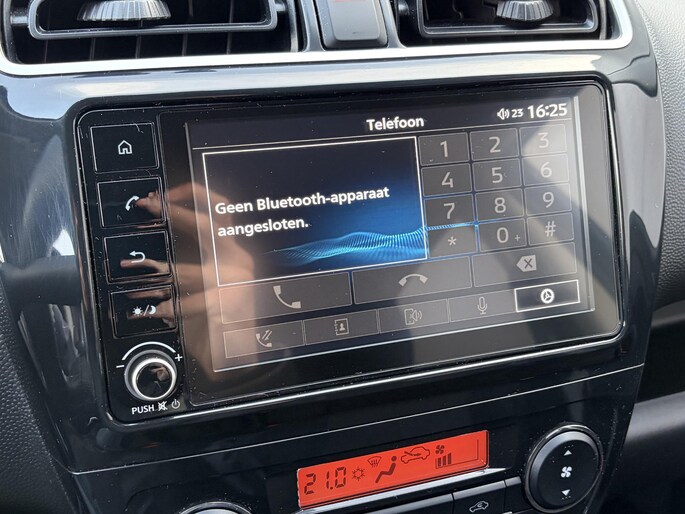 23 16:25
Telefoon
Geen Bluetooth-apparaat
aangesloten.
1 2 3
4 5 6
7 8 9
* 0 + #
- +
PUSH
21.0